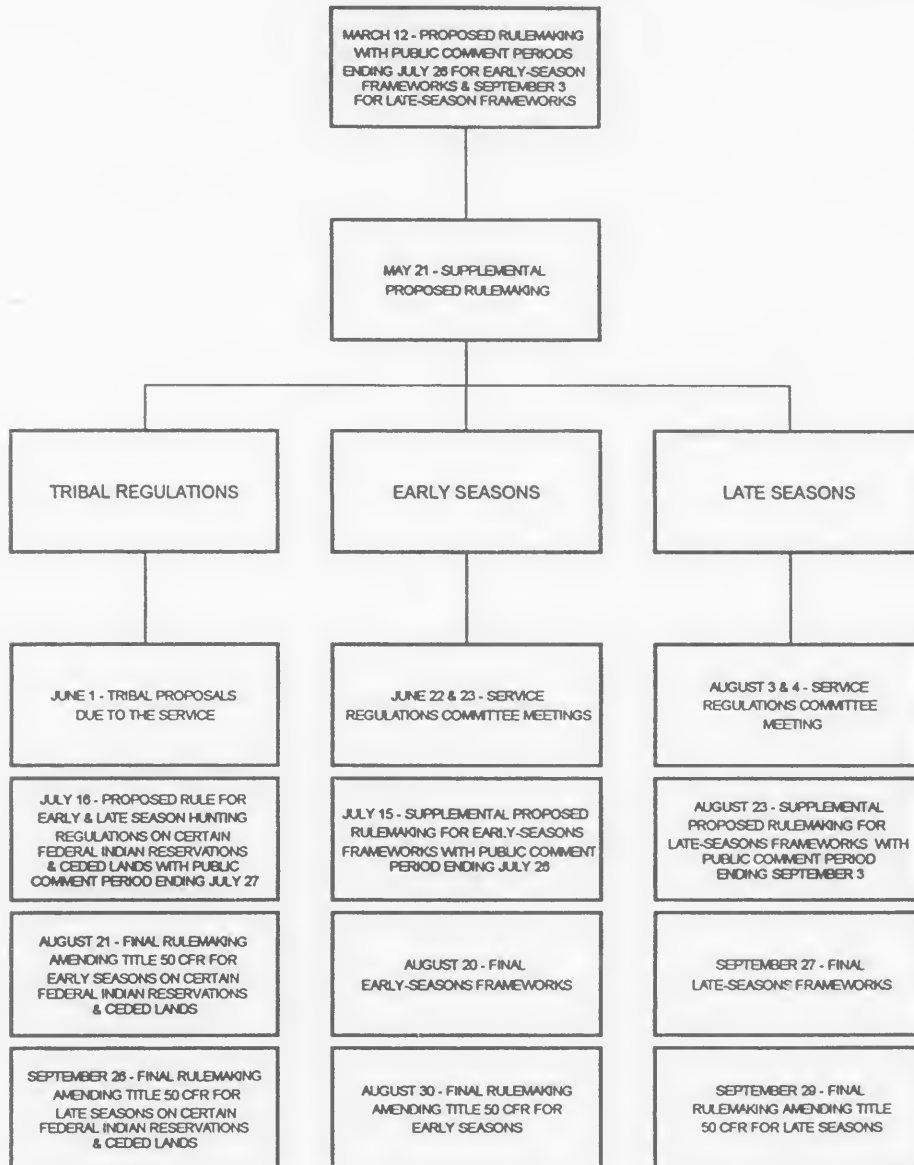 MARCH 12 - PROPOSED RULEMAKING
WITH PUBLIC COMMENT PERIODS
ENDING JULY 26 FOR EARLY-SEASON
FRAMEWORKS & SEPTEMBER 3
FOR LATE-SEASON FRAMEWORKS
MAY 21 - SUPPLEMENTAL
PROPOSED RULEMAKING
TRIBAL REGULATIONS
EARLY SEASONS
LATE SEASONS
JUNE 1 - TRIBAL PROPOSALS
DUE TO THE SERVICE
JUNE 22 & 23 - SERVICE
REGULATIONS COMMITTEE MEETINGS
AUGUST 3 & 4 - SERVICE
REGULATIONS COMMITTEE
MEETING
JULY 16 - PROPOSED RULE FOR
EARLY & LATE SEASON HUNTING
REGULATIONS ON CERTAIN
FEDERAL INDIAN RESERVATIONS
& CEDED LANDS WITH PUBLIC
COMMENT PERIOD ENDING JULY 27
JULY 15 - SUPPLEMENTAL PROPOSED
RULEMAKING FOR EARLY-SEASONS
FRAMEWORKS WITH PUBLIC COMMENT
PERIOD ENDING JULY 26
AUGUST 23 - SUPPLEMENTAL
PROPOSED RULEMAKING FOR
LATE-SEASONS FRAMEWORKS WITH
PUBLIC COMMENT PERIOD
ENDING SEPTEMBER 3
AUGUST 21 - FINAL RULEMAKING
AMENDING TITLE 50 CFR FOR
EARLY SEASONS ON CERTAIN
FEDERAL INDIAN RESERVATIONS
& CEDED LANDS
AUGUST 20 - FINAL
EARLY-SEASONS FRAMEWORKS
SEPTEMBER 27 - FINAL
LATE-SEASONS FRAMEWORKS
SEPTEMBER 26 - FINAL RULEMAKING
AMENDING TITLE 50 CFR FOR
LATE SEASONS ON CERTAIN
FEDERAL INDIAN RESERVATIONS
& CEDED LANDS
AUGUST 30 - FINAL RULEMAKING
AMENDING TITLE 50 CFR FOR
EARLY SEASONS
SEPTEMBER 29 - FINAL
RULEMAKING AMENDING TITLE
50 CFR FOR LATE SEASONS